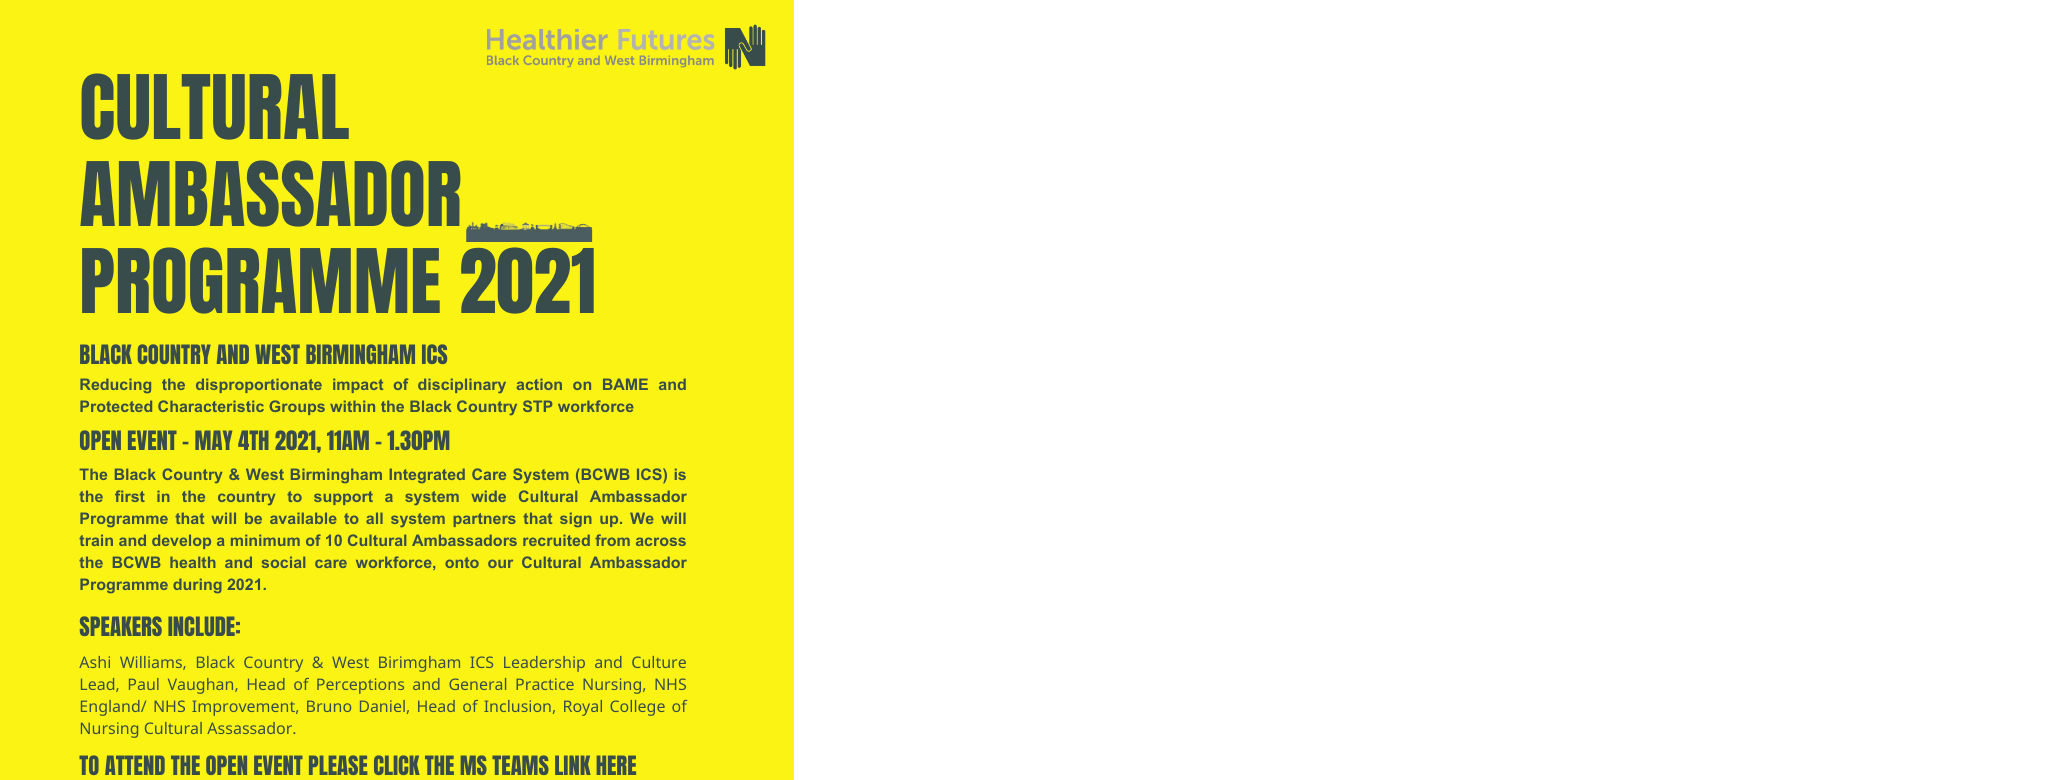 Healthier Futures
Black Country and West Birmingham
CULTURAL
AMBASSADOR
PROGRAMME 2021
BLACK COUNTRY AND WEST BIRMINGHAM ICS
Reducing the disproportionate impact of disciplinary action on BAME and
Protected Characteristic Groups within the Black Country STP workforce
OPEN EVENT - MAY 4TH 2021, 11AM - 1.30PM
The Black Country & West Birmingham Integrated Care System (BCWB ICS) is
the first in the country to support a system wide Cultural Ambassador
Programme that will be available to all system partners that sign up. We will
train and develop a minimum of 10 Cultural Ambassadors recruited from across
the BCWB health and social care workforce, onto our Cultural Ambassador
Programme during 2021.
SPEAKERS INCLUDE:
Ashi Williams, Black Country & West Birimgham ICS Leadership and Culture
Lead, Paul Vaughan, Head of Perceptions and General Practice Nursing, NHS
England/ NHS Improvement, Bruno Daniel, Head of Inclusion, Royal College of
Nursing Cultural Assassador.
TO ATTEND THE OPEN EVENT PLEASE CLICK THE MS TEAMS LINK HERE